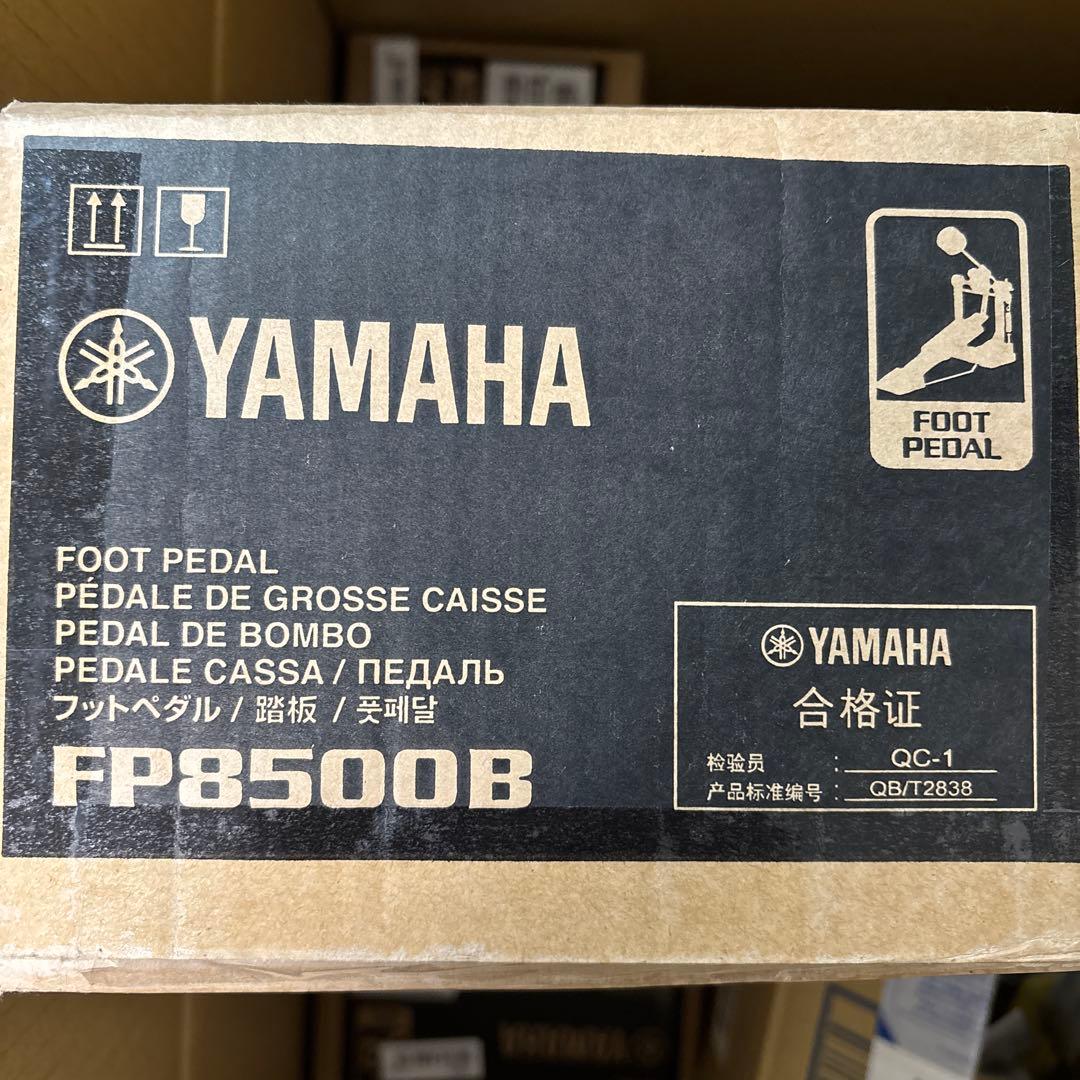 YAMAHA
FOOT
PEDAL
FOOT PEDAL
PÉDALE DE GROSSE CAISSE
PEDAL DE BOMBO
PEDALE CASSA / ПЕДАЛЬ
フットペダル / 踏板 / 풋페달
FP8500B
YAMAHA
合格证
检验员 : QC-1
产品标准编号 : QB/T2838
YAMAHA